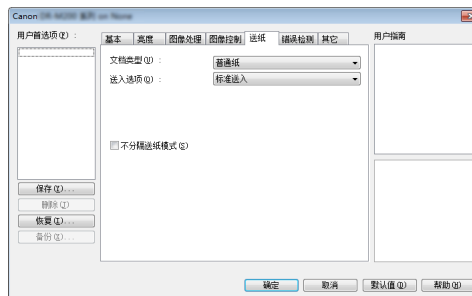 Canon on None
用户首选项(P) :
基本 亮度 图像处理 图像控制 送纸 错误检测 其它
用户指南
文档类型(U) : 普通纸
送入选项(O) : 标准送入
不分隔送纸模式(S)
保存(V)...
删除(T)
恢复(Y)...
备份(X)...
确定 取消 默认值(D) 帮助(H)